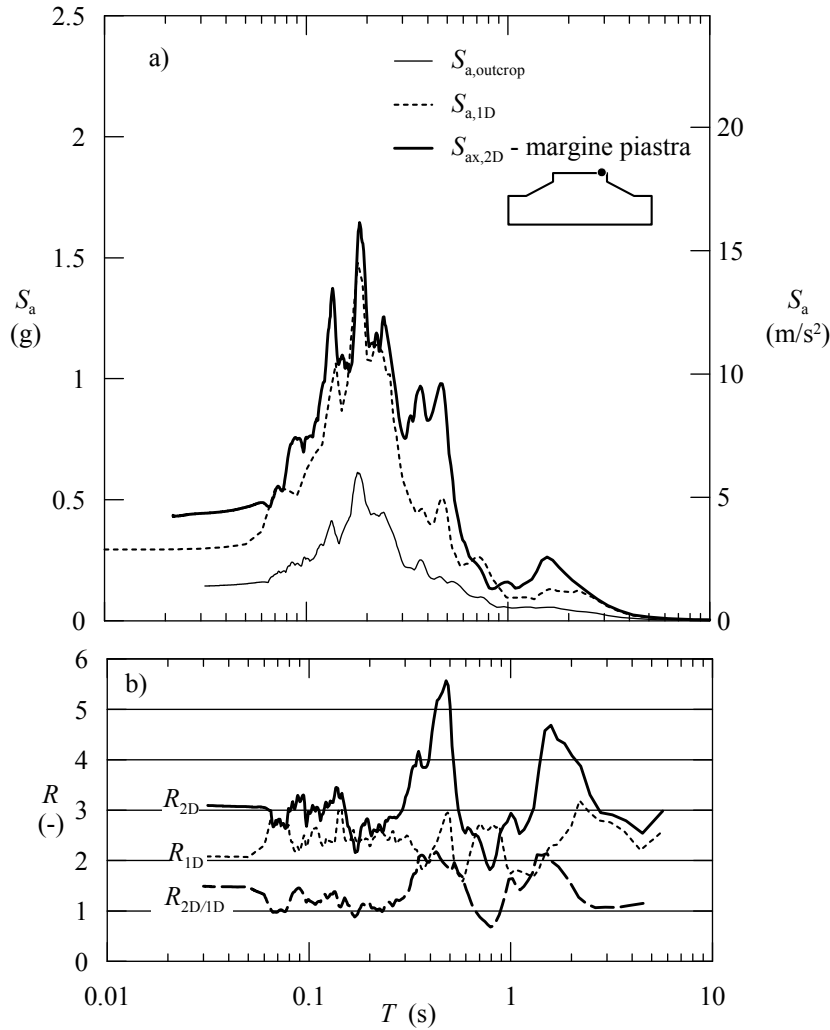 2.5
a)
S_a,outcrop
S_a,1D
S_ax,2D - margine piastra
2
20
1.5
15
S_a
(g)
S_a
(m/s²)
1
10
0.5
5
0
0
b)
6
5
4
R
(-)
3
R_2D
2
R_1D
1
R_2D/1D
0
0.01
0.1
1
10
T (s)